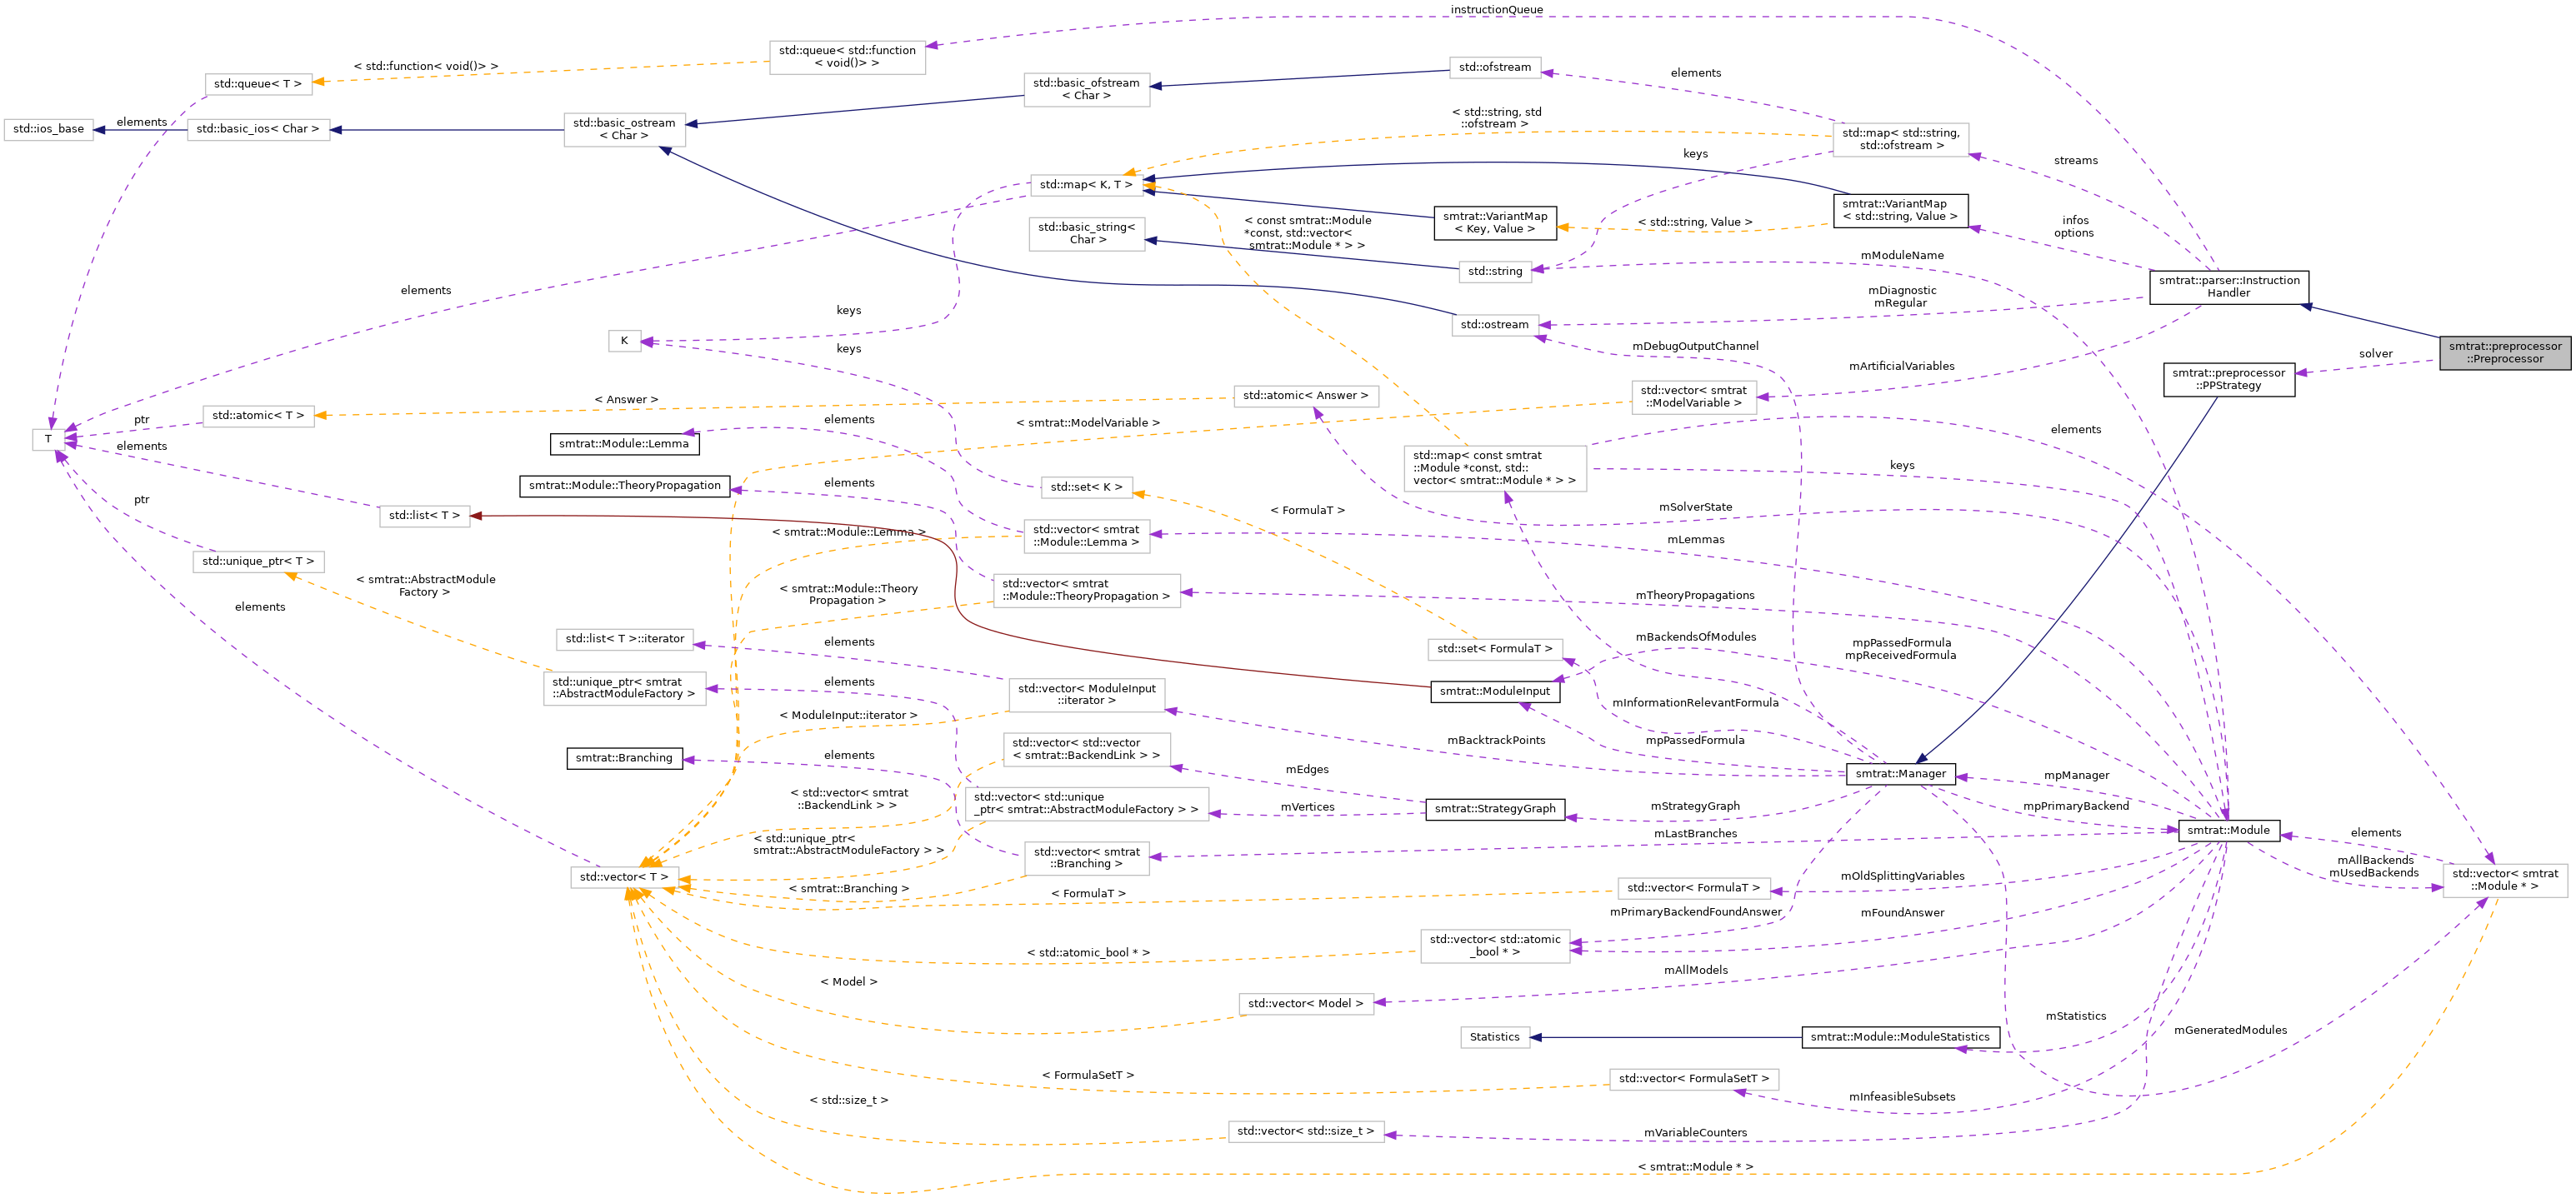 instructionQueue
std::queue< std::function
< void()> >
< std::function< void()> >
std::queue< T >
std::ofstream
elements
std::basic_ofstream
< Char >
< std::string, std
::ofstream >
std::ios_base
elements
std::basic_ios< Char >
std::basic_ostream
< Char >
std::map< std::string,
std::ofstream >
keys
streams
std::map< K, T >
smtrat::VariantMap
< Key, Value >
< std::string, Value >
smtrat::VariantMap
< std::string, Value >
infos
options
std::basic_string<
Char >
< const smtrat::Module
*const, std::vector<
smtrat::Module * > >
std::string
mModuleName
smtrat::parser::Instruction
Handler
elements
mDiagnostic
mRegular
keys
std::ostream
K
keys
mDebugOutputChannel
smtrat::preprocessor
::Preprocessor
solver
mArtificialVariables
smtrat::preprocessor
::PPStrategy
std::atomic< Answer >
std::vector< smtrat
::ModelVariable >
< Answer >
std::atomic< T >
ptr
T
elements
elements
smtrat::Module::Lemma
< smtrat::ModelVariable >
elements
std::map< const smtrat
::Module *const, std::
vector< smtrat::Module * > >
keys
smtrat::Module::TheoryPropagation
elements
std::set< K >
ptr
std::list< T >
< FormulaT >
mSolverState
< smtrat::Module::Lemma >
std::vector< smtrat
::Module::Lemma >
mLemmas
std::unique_ptr< T >
< smtrat::AbstractModule
Factory >
< smtrat::Module::Theory
Propagation >
std::vector< smtrat
::Module::TheoryPropagation >
mTheoryPropagations
elements
std::list< T >::iterator
elements
std::set< FormulaT >
mBackendsOfModules
mpPassedFormula
mpReceivedFormula
std::unique_ptr< smtrat
::AbstractModuleFactory >
elements
std::vector< ModuleInput
::iterator >
smtrat::ModuleInput
mInformationRelevantFormula
< ModuleInput::iterator >
mBacktrackPoints
mpPassedFormula
smtrat::Branching
elements
std::vector< std::vector
< smtrat::BackendLink > >
mEdges
smtrat::Manager
mpManager
< std::vector< smtrat
::BackendLink > >
std::vector< std::unique
_ptr< smtrat::AbstractModuleFactory > >
mVertices
smtrat::StrategyGraph
mStrategyGraph
mpPrimaryBackend
smtrat::Module
elements
< std::unique_ptr<
smtrat::AbstractModuleFactory > >
std::vector< smtrat
::Branching >
mLastBranches
mAllBackends
mUsedBackends
std::vector< smtrat
::Module * >
std::vector< T >
< smtrat::Branching >
< FormulaT >
std::vector< FormulaT >
mOldSplittingVariables
mPrimaryBackendFoundAnswer
mFoundAnswer
< std::atomic_bool * >
std::vector< std::atomic
_bool * >
< Model >
mAllModels
std::vector< Model >
mStatistics
mGeneratedModules
Statistics
smtrat::Module::ModuleStatistics
< FormulaSetT >
std::vector< FormulaSetT >
mInfeasibleSubsets
< std::size_t >
std::vector< std::size_t >
mVariableCounters
< smtrat::Module * >